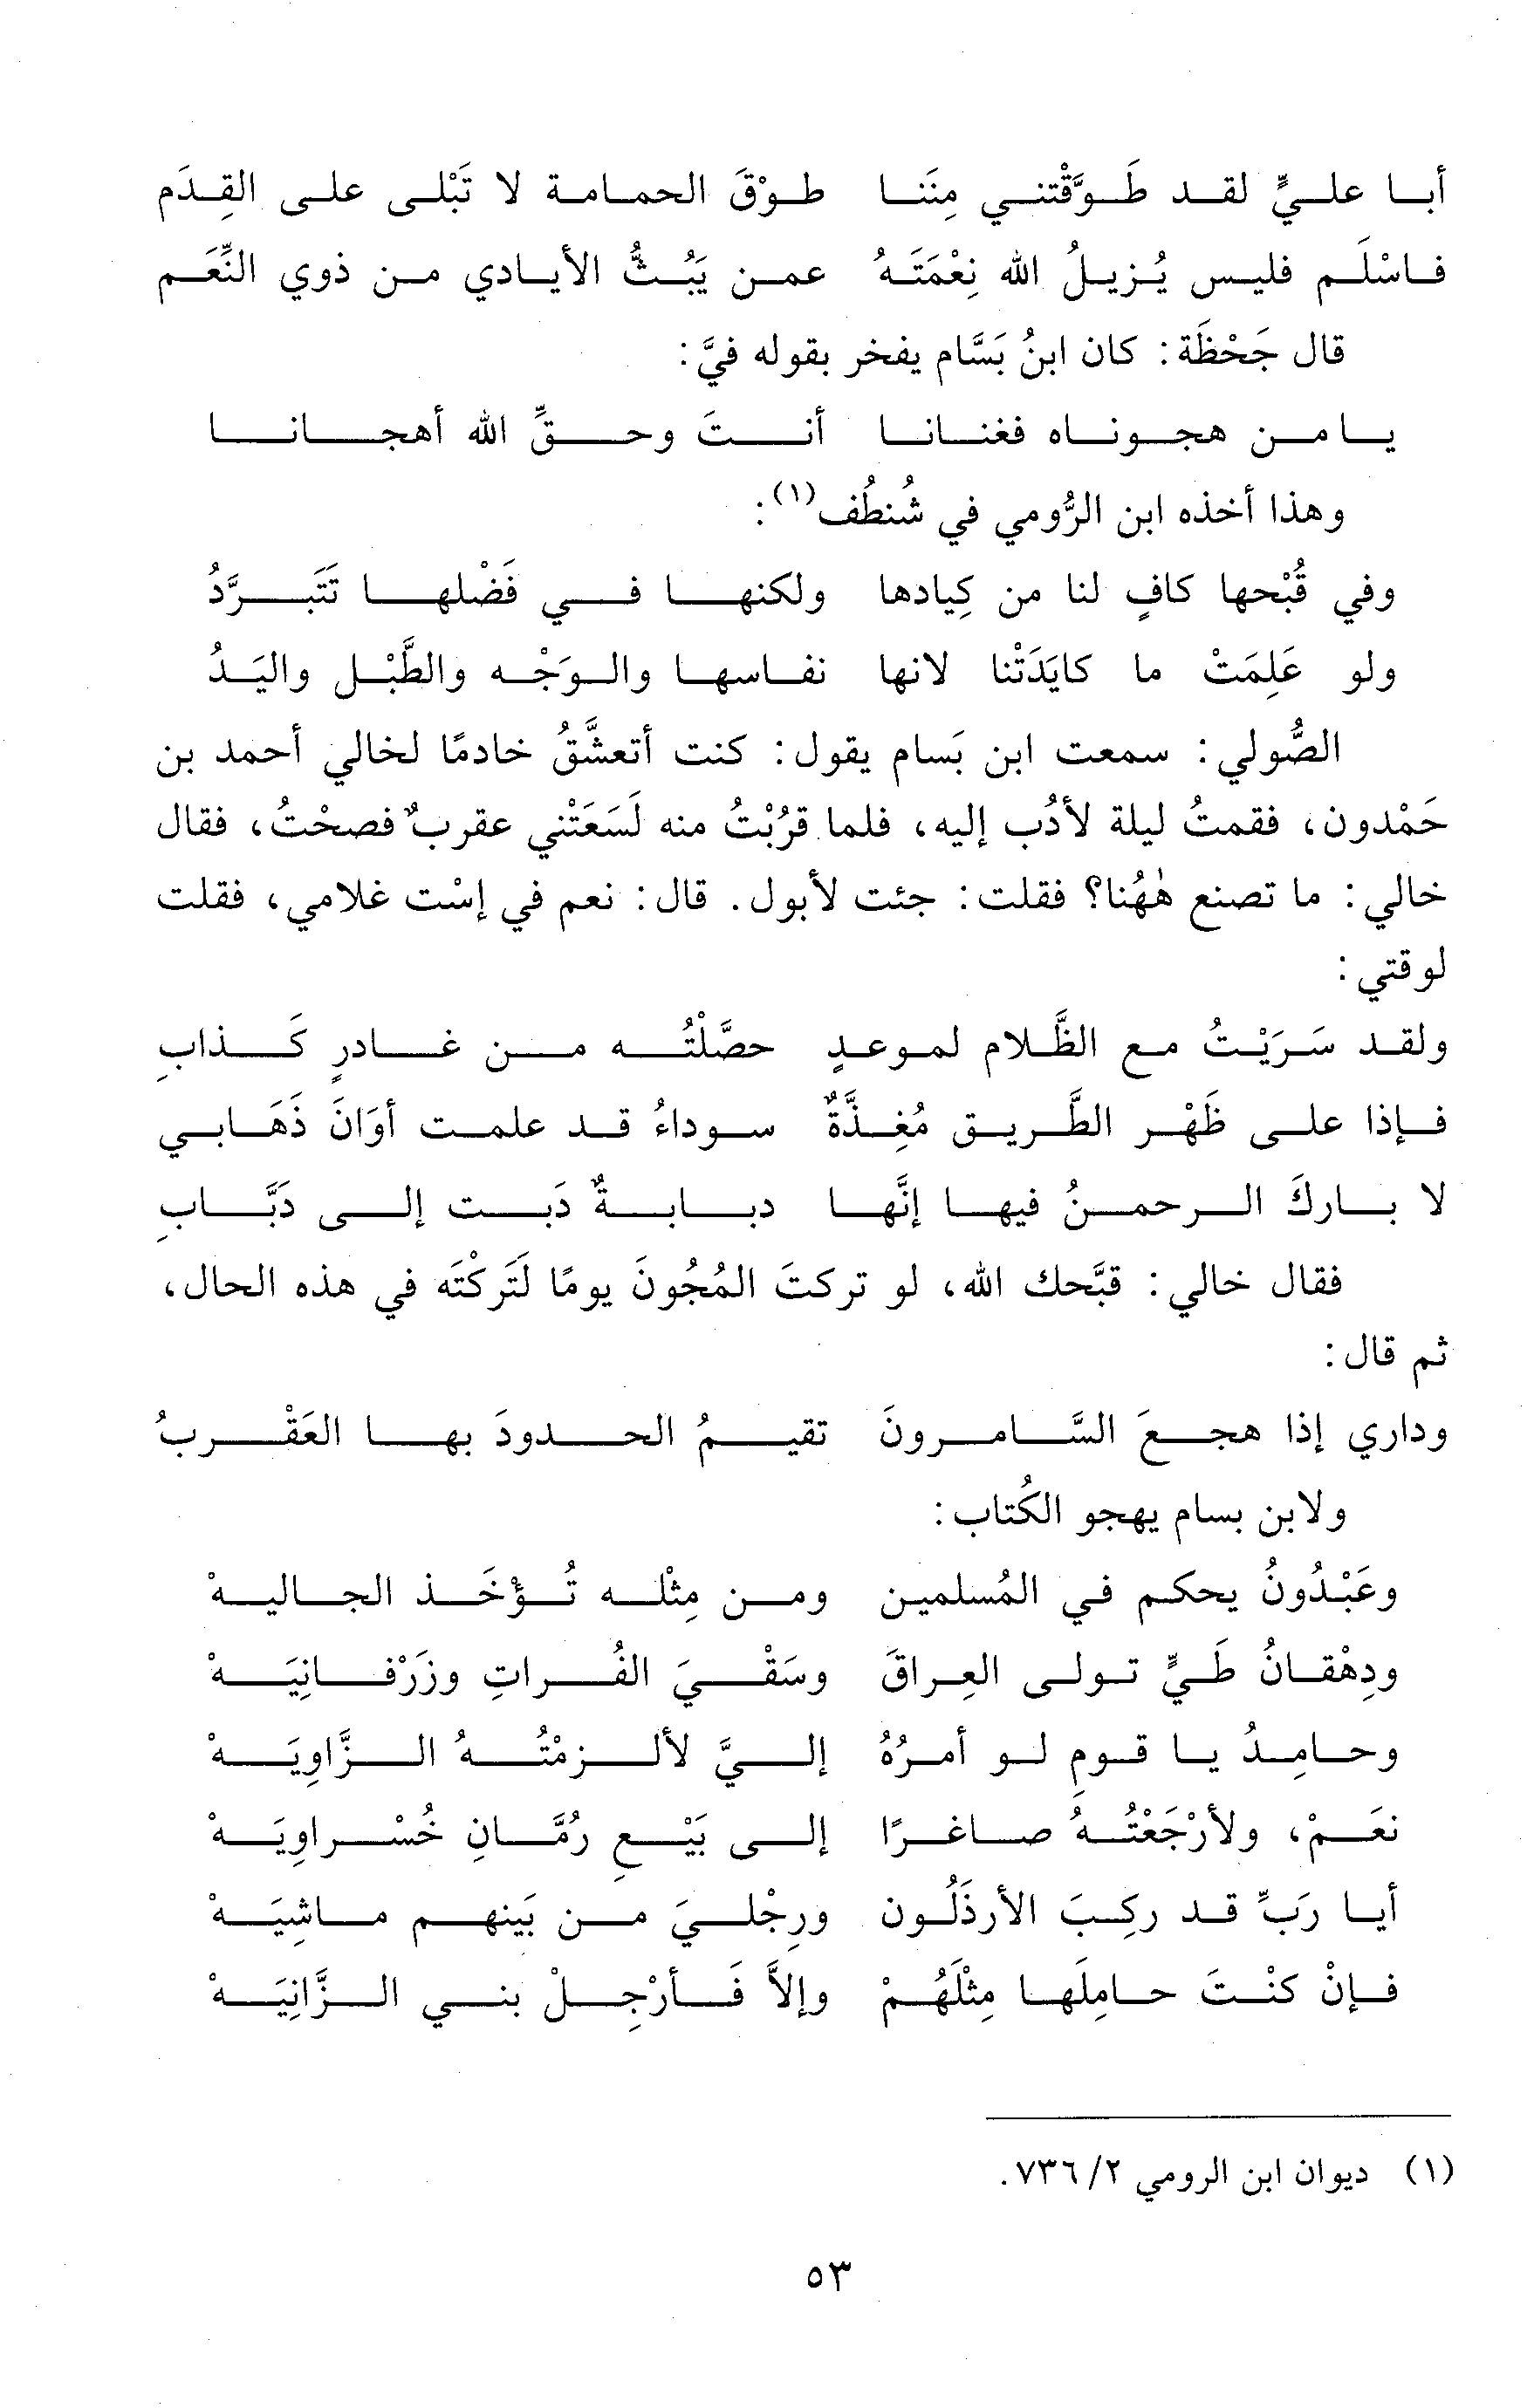 أبا عليٍّ لقد طَوَّقْتني مِنَنا طوْقَ الحمامة لا تَبْلى على القِدَم
فاسْلَم فليس يُزيلُ الله نِعْمَتَهُ عمن يَبُثُّ الأيادي من ذوي النِّعَم
قال جَحْظَة: كان ابنُ بَسَّام يفخر بقوله فيَّ:
يا من هجوناه فغنانا أنتَ وحقِّ الله أهجانا
وهذا أخذه ابن الرُّومي في شُنطُف(١):
وفي قُبْحها كافٍ لنا من كِيادها ولكنها في فَضْلها تَتَبرَّدُ
ولو عَلِمَتْ ما كايَدَتْنا لانها نفاسها والوَجْه والطَّبْل واليَدُ
الصُّولي: سمعت ابن بَسام يقول: كنت أتعشَّقُ خادمًا لخالي أحمد بن
حَمْدون، فقمتُ ليلة لأدُب إليه، فلما قرُبْتُ منه لَسَعَتْني عقربٌ فصحْتُ، فقال
خالي: ما تصنع هٰهُنا؟ فقلت: جئت لأبول. قال: نعم في إسْت غلامي، فقلت
لوقتي:
ولقد سَرَيْتُ مع الظَّلام لموعدٍ حصَّلْتُه من غادرٍ كَذابِ
فإذا على ظَهْر الطَّريق مُغِذَّةٌ سوداءُ قد علمت أوَانَ ذَهَابي
لا باركَ الرحمنُ فيها إنَّها دبابةٌ دَبت إلى دَبَّابِ
فقال خالي: قبَّحك الله، لو تركتَ المُجُونَ يومًا لَتَركْتَه في هذه الحال،
ثم قال:
وداري إذا هجعَ السَّامرونَ تقيمُ الحدودَ بها العَقْربُ
ولابن بسام يهجو الكُتاب:
وعَبْدُونُ يحكم في المُسلمين ومن مِثْله تُؤْخَذ الجاليهْ
ودِهْقانُ طَيٍّ تولى العِراقَ وسَقْيَ الفُراتِ وزَرْفانِيَهْ
وحامِدُ يا قومِ لو أمرُهُ إليَّ لألزمْتُهُ الزَّاوِيَهْ
نعَمْ، ولأرْجَعْتُهُ صاغرًا إلى بَيْعِ رُمَّانِ خُسْراوِيَهْ
أيا رَبِّ قد ركِبَ الأرذَلُون ورِجْليَ من بَينهم ماشِيَهْ
فإنْ كنْتَ حامِلَها مِثْلَهُمْ وإلاَّ فَأرْجِلْ بني الزَّانِيَهْ
(١) ديوان ابن الرومي ٢/ ٧٣٦.
٥٣